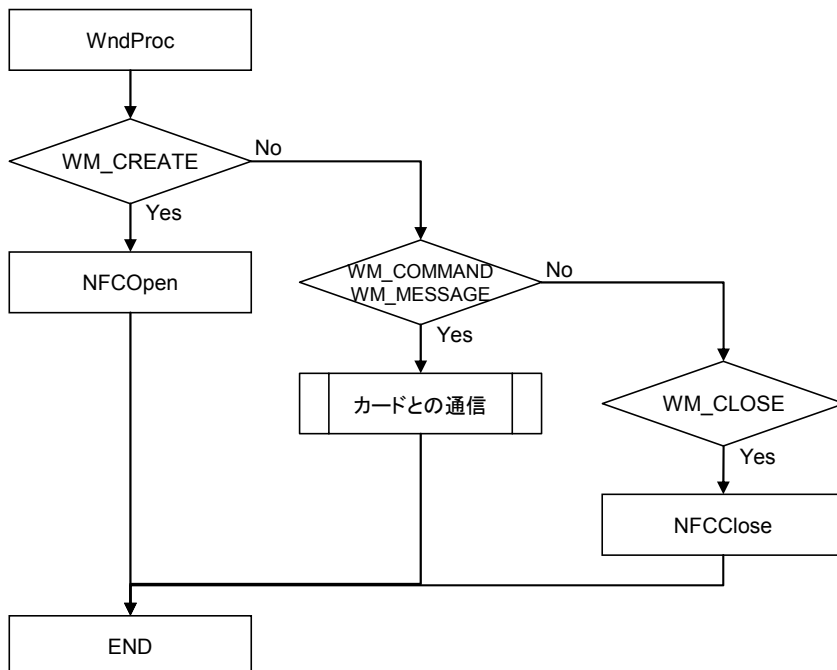 WndProc
WM_CREATE
No
Yes
NFCOpen
WM_COMMAND
WM_MESSAGE
No
Yes
カードとの通信
WM_CLOSE
Yes
NFCClose
END